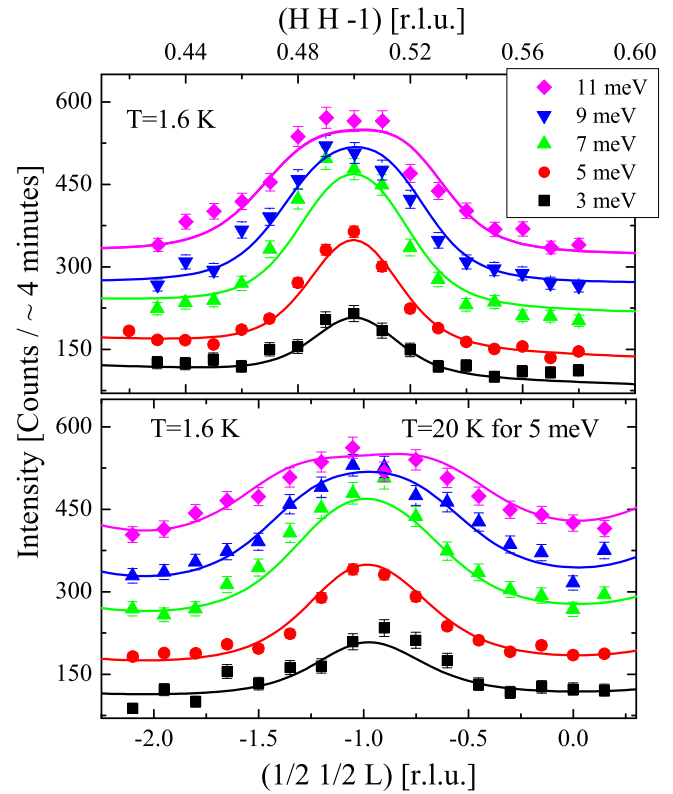 (H H -1) [r.l.u.]
0.44 0.48 0.52 0.56 0.60
T=1.6 K
11 meV
9 meV
7 meV
5 meV
3 meV
600
450
300
150
Intensity [Counts / ~ 4 minutes]
T=1.6 K T=20 K for 5 meV
600
450
300
150
-2.0 -1.5 -1.0 -0.5 0.0
(1/2 1/2 L) [r.l.u.]